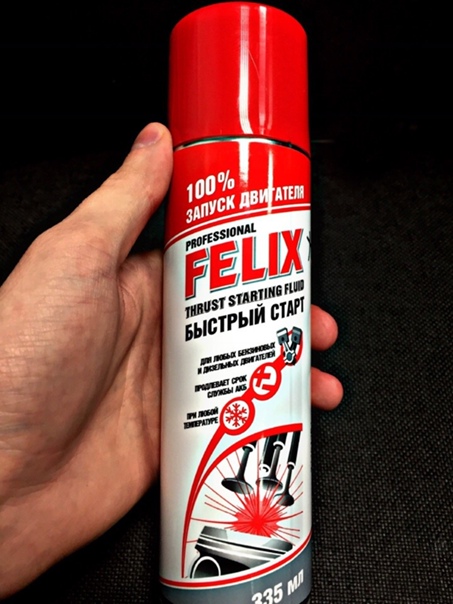 100%
ЗАПУСК ДВИГАТЕЛЯ
PROFESSIONAL
FELIX
THRUST STARTING FLUID
БЫСТРЫЙ СТАРТ
ДЛЯ ЛЮБЫХ БЕНЗИНОВЫХ
И ДИЗЕЛЬНЫХ ДВИГАТЕЛЕЙ
ПРОДЛЕВАЕТ СРОК
СЛУЖБЫ АКБ
ПРИ ЛЮБОЙ
ТЕМПЕРАТУРЕ
335 МЛ